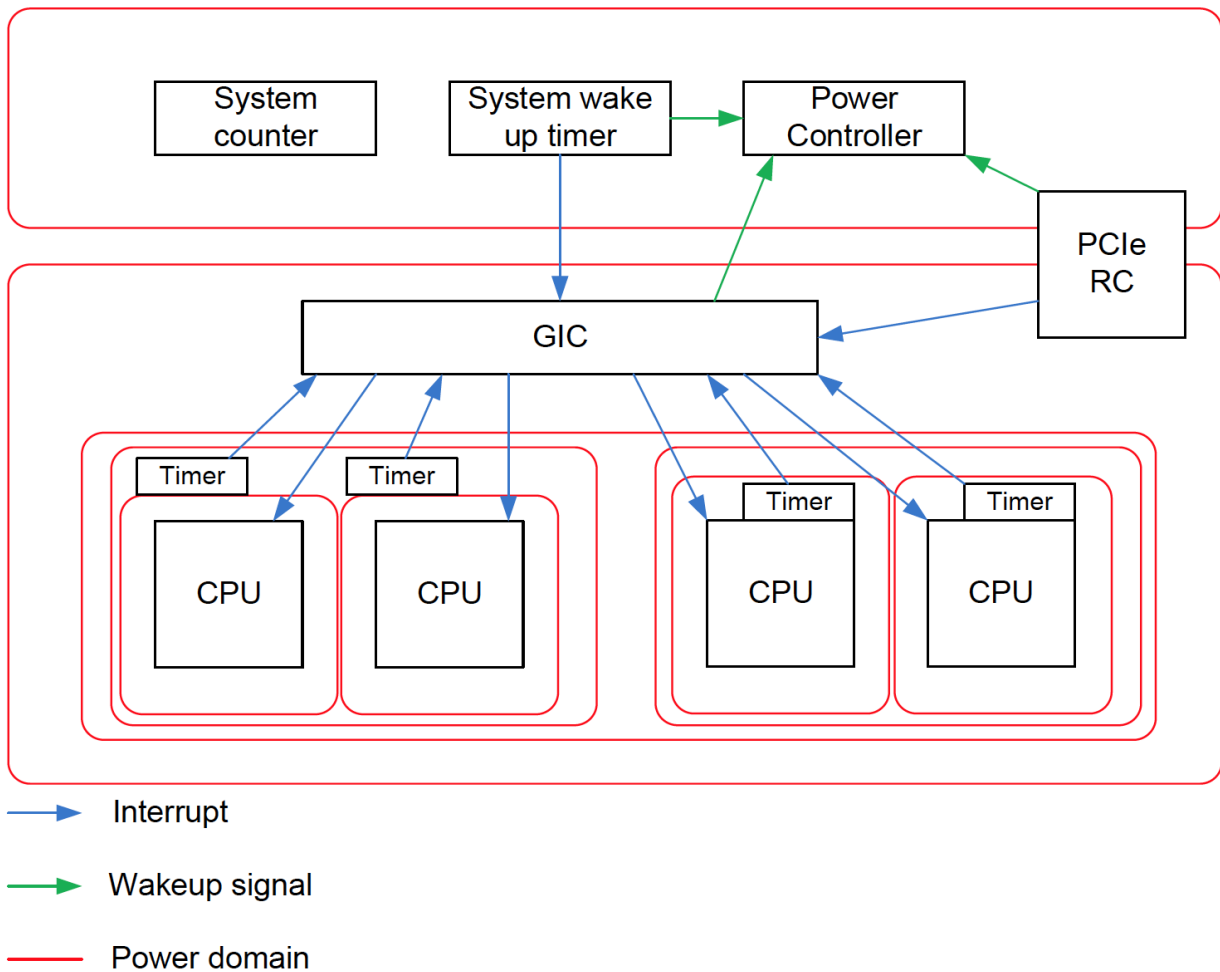 System
counter
System wake
up timer
Power
Controller
PCIe
RC
GIC
Timer
Timer
Timer
Timer
CPU
CPU
CPU
CPU
Interrupt
Wakeup signal
Power domain